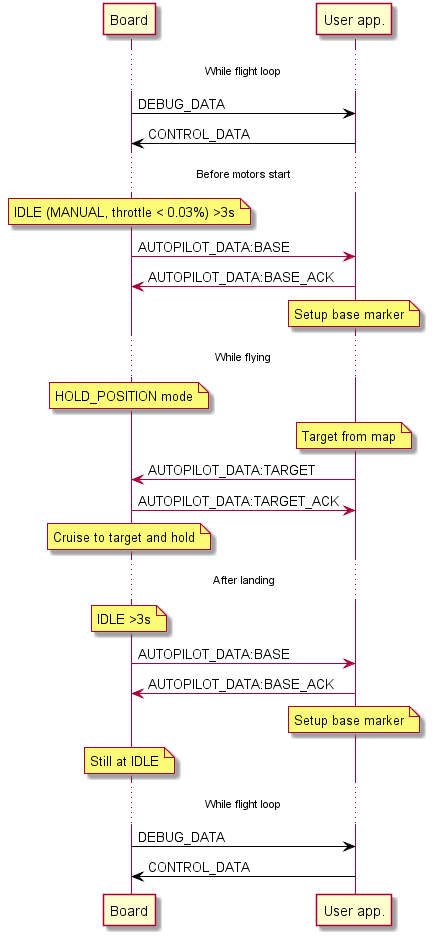 Board
User app.
While flight loop
DEBUG_DATA
CONTROL_DATA
Before motors start
IDLE (MANUAL, throttle < 0.03%) >3s
AUTOPILOT_DATA:BASE
AUTOPILOT_DATA:BASE_ACK
Setup base marker
While flying
HOLD_POSITION mode
Target from map
AUTOPILOT_DATA:TARGET
AUTOPILOT_DATA:TARGET_ACK
Cruise to target and hold
After landing
IDLE >3s
AUTOPILOT_DATA:BASE
AUTOPILOT_DATA:BASE_ACK
Setup base marker
Still at IDLE
While flight loop
DEBUG_DATA
CONTROL_DATA
Board
User app.